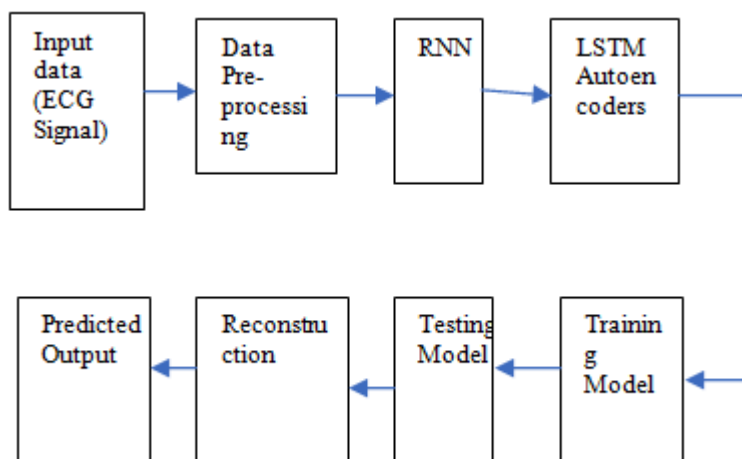 Input
data
(ECG
Signal)
Data
Pre-
processi
ng
RNN
LSTM
Autoen
coders
Predicted
Output
Reconstru
ction
Testing
Model
Trainin
g
Model